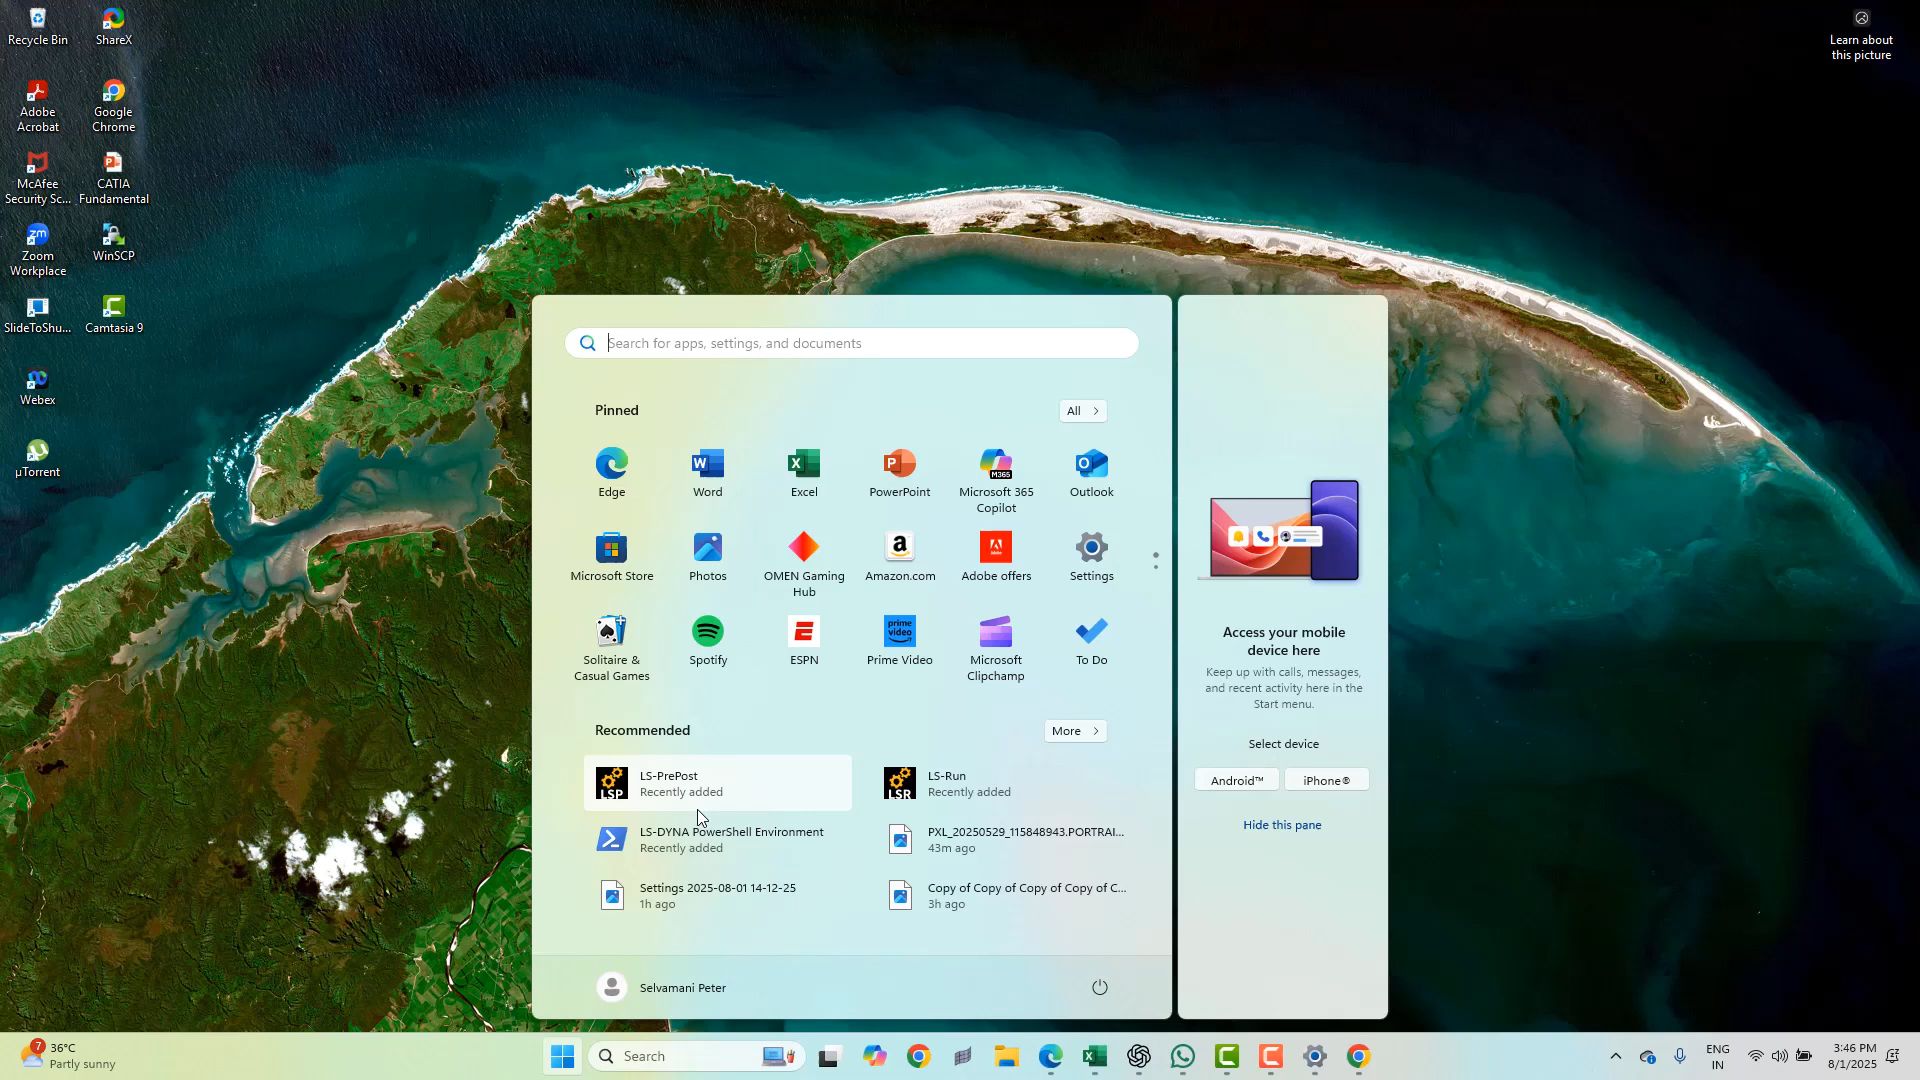 Recycle Bin
ShareX
Adobe
Acrobat
Google
Chrome
McAfee
Security Sc...
CATIA
Fundamental
Zoom
Workplace
WinSCP
SlideToShu...
Camtasia 9
Webex
µTorrent
Learn about
this picture
Search for apps, settings, and documents
Pinned
All
Edge
Word
Excel
PowerPoint
Microsoft 365
Copilot
Outlook
Microsoft Store
Photos
OMEN Gaming
Hub
Amazon.com
Adobe offers
Settings
Solitaire &
Casual Games
Spotify
ESPN
Prime Video
Microsoft
Clipchamp
To Do
Recommended
More
LS-PrePost
Recently added
LS-Run
Recently added
LS-DYNA PowerShell Environment
Recently added
PXL_20250529_115848943.PORTRAI...
43m ago
Settings 2025-08-01 14-12-25
1h ago
Copy of Copy of Copy of Copy of C...
3h ago
Selvamani Peter
Access your mobile
device here
Keep up with calls, messages,
and recent activity here in the
Start menu.
Select device
Android™
iPhone®
Hide this pane
7
36°C
Partly sunny
Search
ENG
IN
3:46 PM
8/1/2025